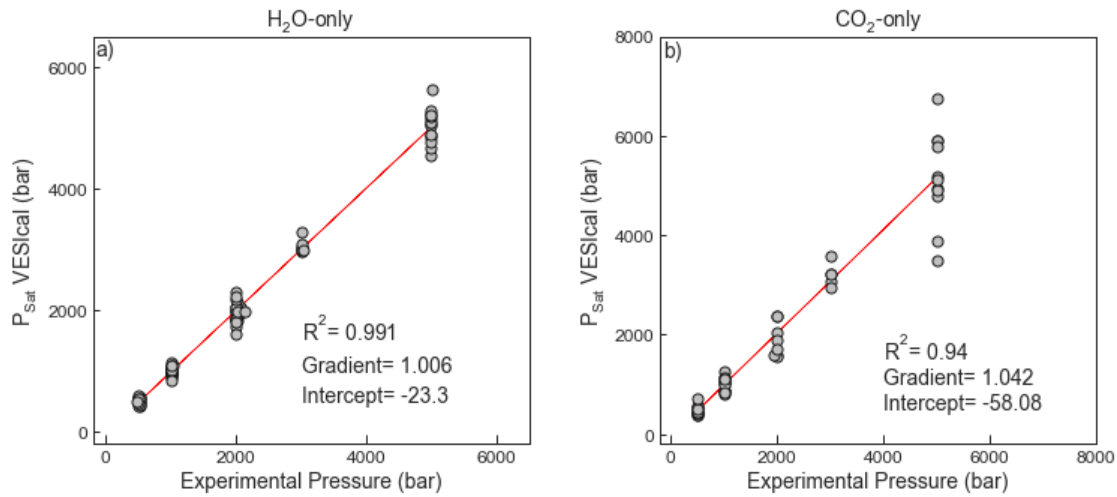 H₂O-only
a)
6000
4000
2000
0
P_Sat VESIcal (bar)
R²= 0.991
Gradient= 1.006
Intercept= -23.3
0 2000 4000 6000
Experimental Pressure (bar)
CO₂-only
b)
8000
6000
4000
2000
0
P_Sat VESIcal (bar)
R²= 0.94
Gradient= 1.042
Intercept= -58.08
0 2000 4000 6000 8000
Experimental Pressure (bar)